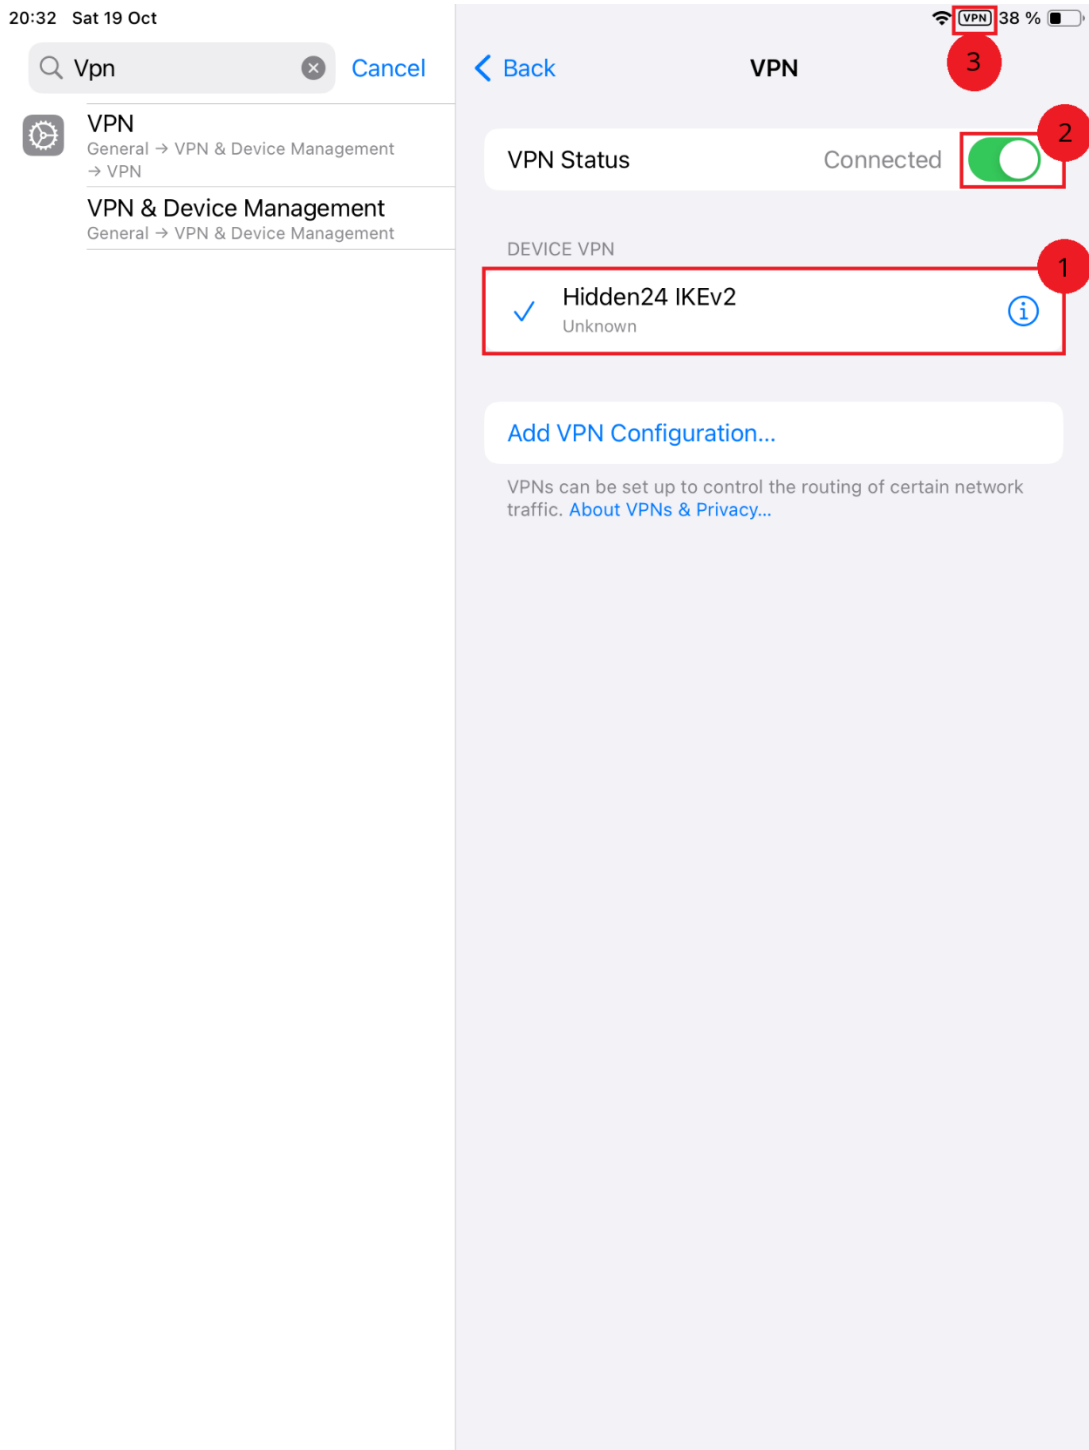 20:32 Sat 19 Oct
VPN 38 %
3
Vpn
Cancel
VPN
General → VPN & Device Management
→ VPN
VPN & Device Management
General → VPN & Device Management
Back
VPN
2
VPN Status
Connected
DEVICE VPN
1
Hidden24 IKEv2
Unknown
Add VPN Configuration...
VPNs can be set up to control the routing of certain network
traffic. About VPNs & Privacy...